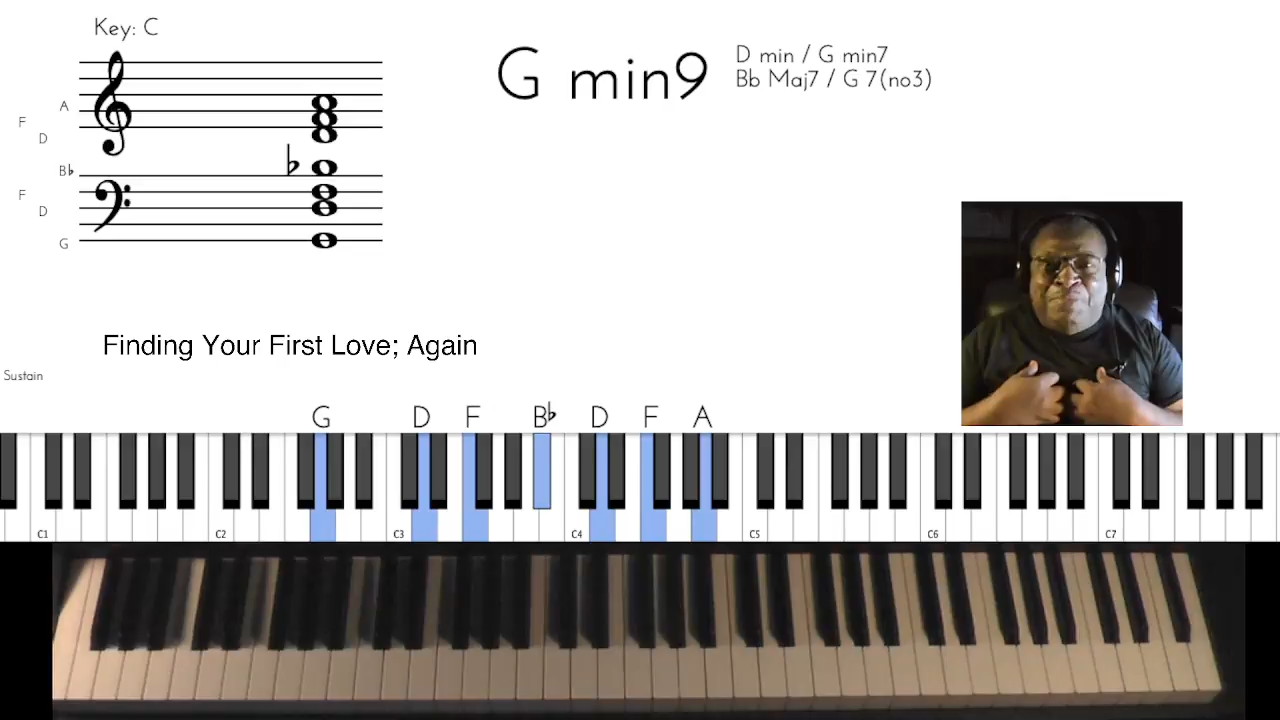 Key: C
G min9
D min / G min7
Bb Maj7 / G 7(no3)
A
F
D
B♭
F
D
G
Finding Your First Love; Again
Sustain
G D F B♭ D F A
C1 C2 C3 C4 C5 C6 C7